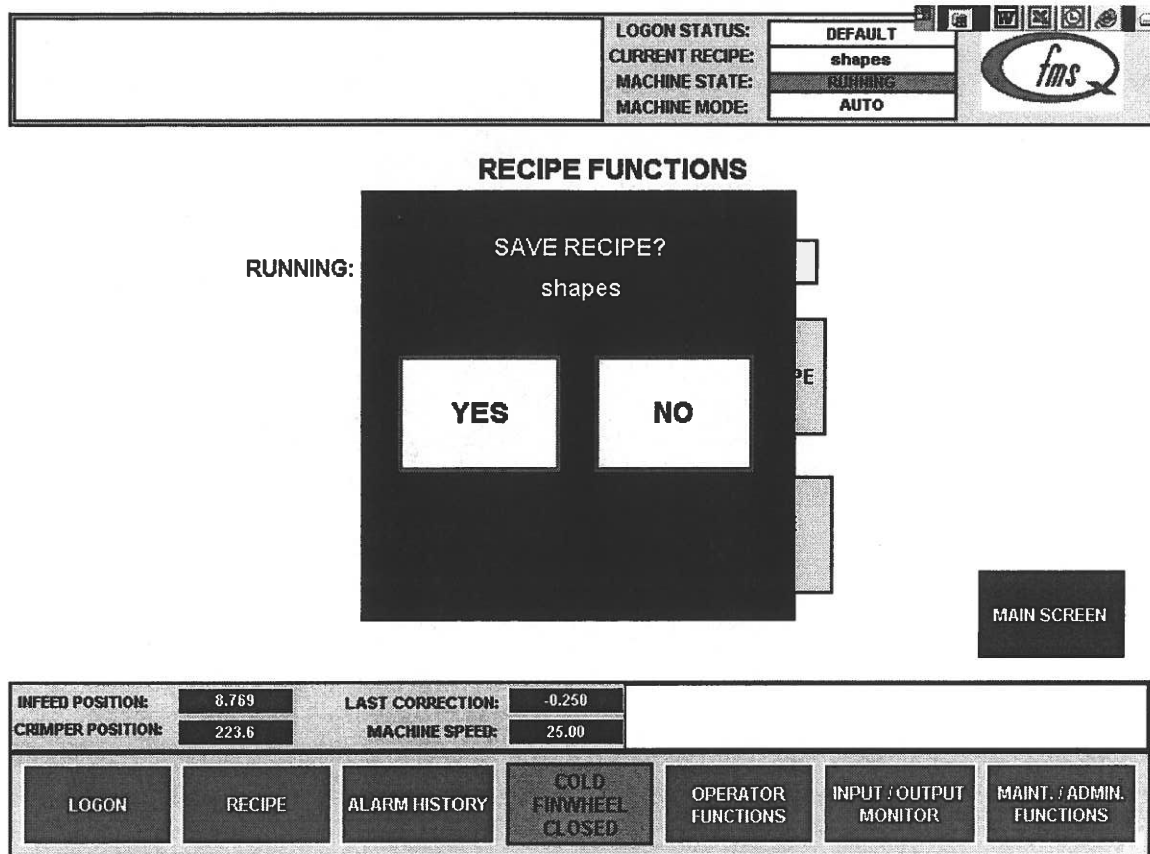 LOGON STATUS: DEFAULT
CURRENT RECIPE: shapes
MACHINE STATE: RUNNING
MACHINE MODE: AUTO
fms
RECIPE FUNCTIONS
SAVE RECIPE?
RUNNING:
shapes
PE
YES NO
MAIN SCREEN
INFEED POSITION: 8.769 LAST CORRECTION: -0.250
CRIMPER POSITION: 223.6 MACHINE SPEED: 25.00
LOGON
RECIPE
ALARM HISTORY
COLD
FINWHEEL
CLOSED
OPERATOR
FUNCTIONS
INPUT / OUTPUT
MONITOR
MAINT. / ADMIN.
FUNCTIONS